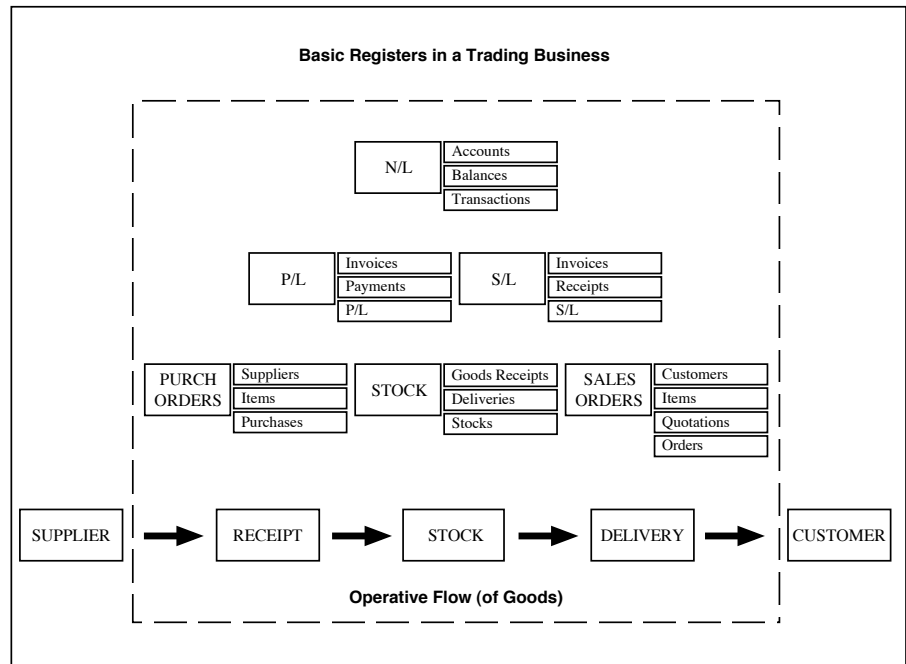 Basic Registers in a Trading Business
N/L
Accounts
Balances
Transactions
P/L
Invoices
Payments
P/L
S/L
Invoices
Receipts
S/L
PURCH
ORDERS
Suppliers
Items
Purchases
STOCK
Goods Receipts
Deliveries
Stocks
SALES
ORDERS
Customers
Items
Quotations
Orders
SUPPLIER
RECEIPT
STOCK
DELIVERY
CUSTOMER
Operative Flow (of Goods)